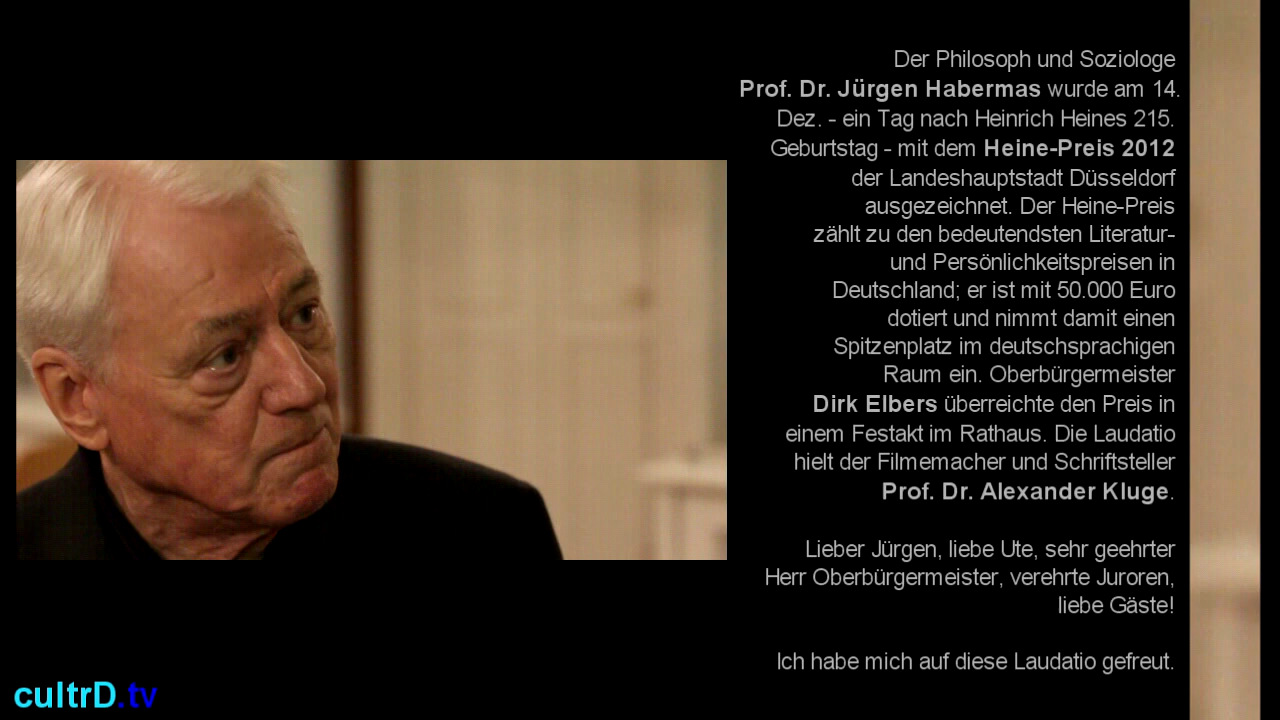 Der Philosoph und Soziologe
Prof. Dr. Jürgen Habermas wurde am 14.
Dez. - ein Tag nach Heinrich Heines 215.
Geburtstag - mit dem Heine-Preis 2012
der Landeshauptstadt Düsseldorf
ausgezeichnet. Der Heine-Preis
zählt zu den bedeutendsten Literatur-
und Persönlichkeitspreisen in
Deutschland; er ist mit 50.000 Euro
dotiert und nimmt damit einen
Spitzenplatz im deutschsprachigen
Raum ein. Oberbürgermeister
Dirk Elbers überreichte den Preis in
einem Festakt im Rathaus. Die Laudatio
hielt der Filmemacher und Schriftsteller
Prof. Dr. Alexander Kluge.
Lieber Jürgen, liebe Ute, sehr geehrter
Herr Oberbürgermeister, verehrte Juroren,
liebe Gäste!
Ich habe mich auf diese Laudatio gefreut.
cultrD.tv